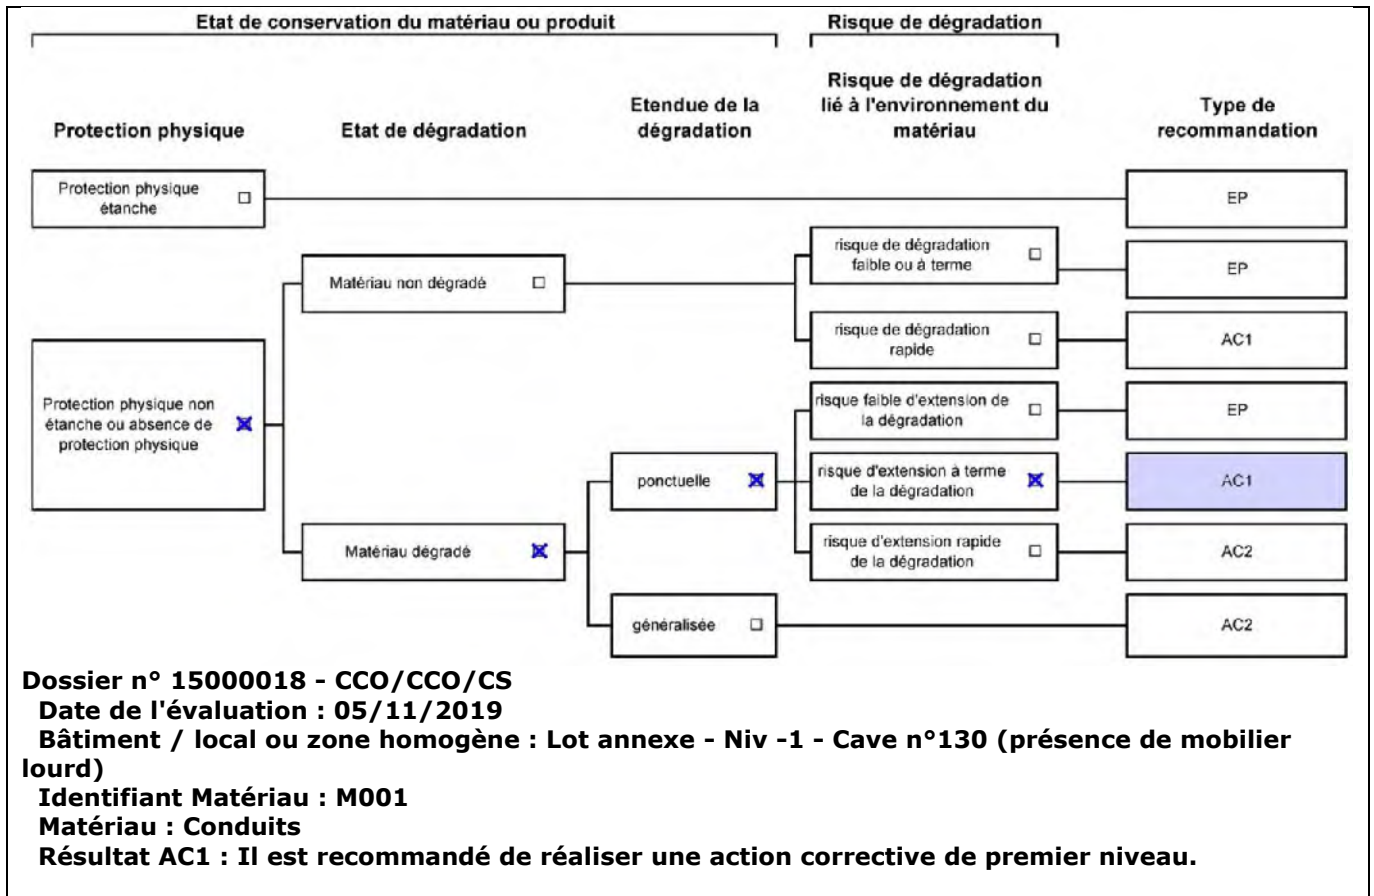 Etat de conservation du matériau ou produit
Risque de dégradation
Protection physique
Etat de dégradation
Etendue de la
dégradation
Risque de dégradation
lié à l'environnement du
matériau
Type de
recommandation
Protection physique
étanche
EP
Matériau non dégradé
risque de dégradation
faible ou à terme
EP
risque de dégradation
rapide
AC1
Protection physique non
étanche ou absence de
protection physique
risque faible d'extension de
la dégradation
EP
ponctuelle
risque d'extension à terme
de la dégradation
AC1
Matériau dégradé
risque d'extension rapide
de la dégradation
AC2
généralisée
AC2
Dossier n° 15000018 - CCO/CCO/CS
Date de l'évaluation : 05/11/2019
Bâtiment / local ou zone homogène : Lot annexe - Niv -1 - Cave n°130 (présence de mobilier
lourd)
Identifiant Matériau : M001
Matériau : Conduits
Résultat AC1 : Il est recommandé de réaliser une action corrective de premier niveau.